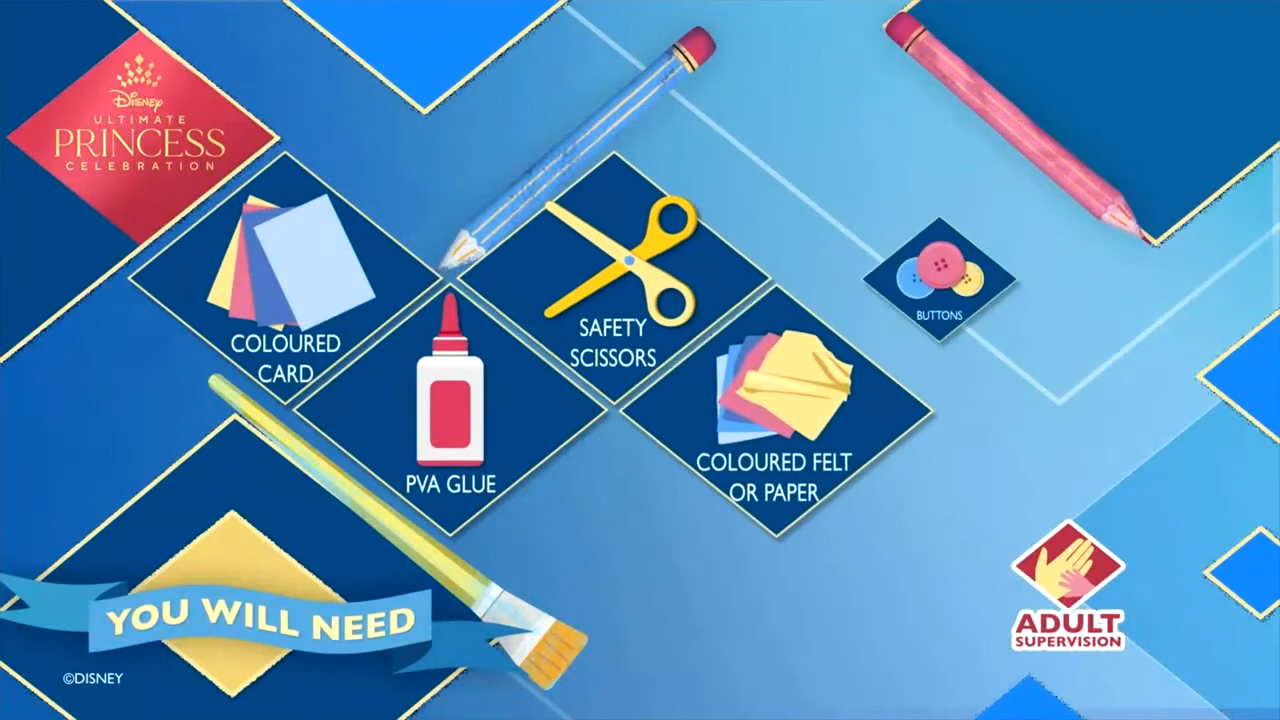 Disney
ULTIMATE
PRINCESS
CELEBRATION
COLOURED
CARD
SAFETY
SCISSORS
BUTTONS
PVA GLUE
COLOURED FELT
OR PAPER
YOU WILL NEED
ADULT
SUPERVISION
©DISNEY